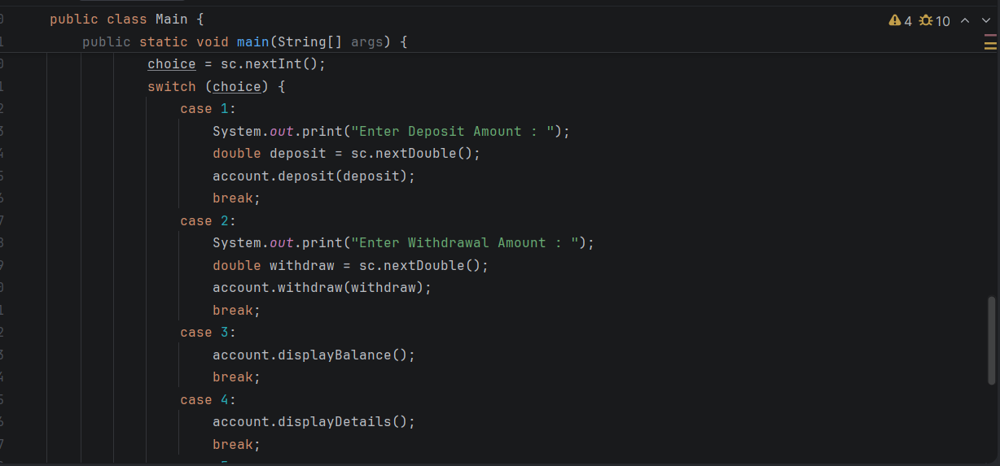 public class Main {
4 10
public static void main(String[] args) {
choice = sc.nextInt();
switch (choice) {
case 1:
System.out.print("Enter Deposit Amount : ");
double deposit = sc.nextDouble();
account.deposit(deposit);
break;
case 2:
System.out.print("Enter Withdrawal Amount : ");
double withdraw = sc.nextDouble();
account.withdraw(withdraw);
break;
case 3:
account.displayBalance();
break;
case 4:
account.displayDetails();
break;